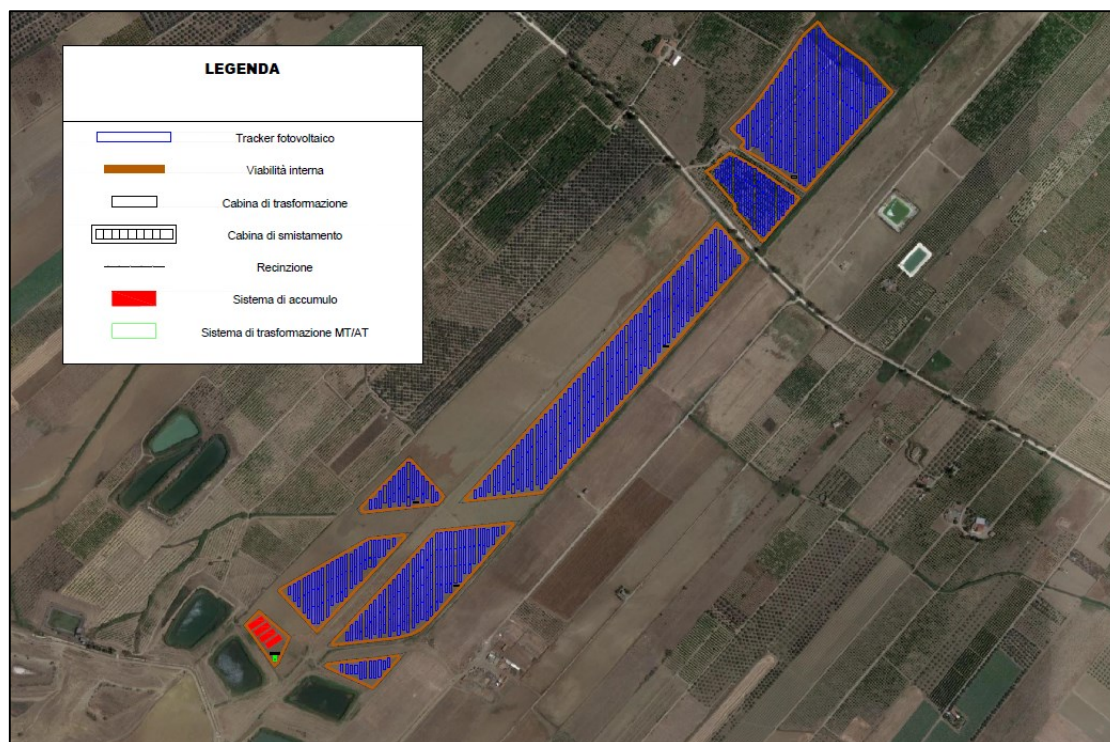 LEGENDA
Tracker fotovoltaico
Viabilità interna
Cabina di trasformazione
Cabina di smistamento
Recinzione
Sistema di accumulo
Sistema di trasformazione MT/AT